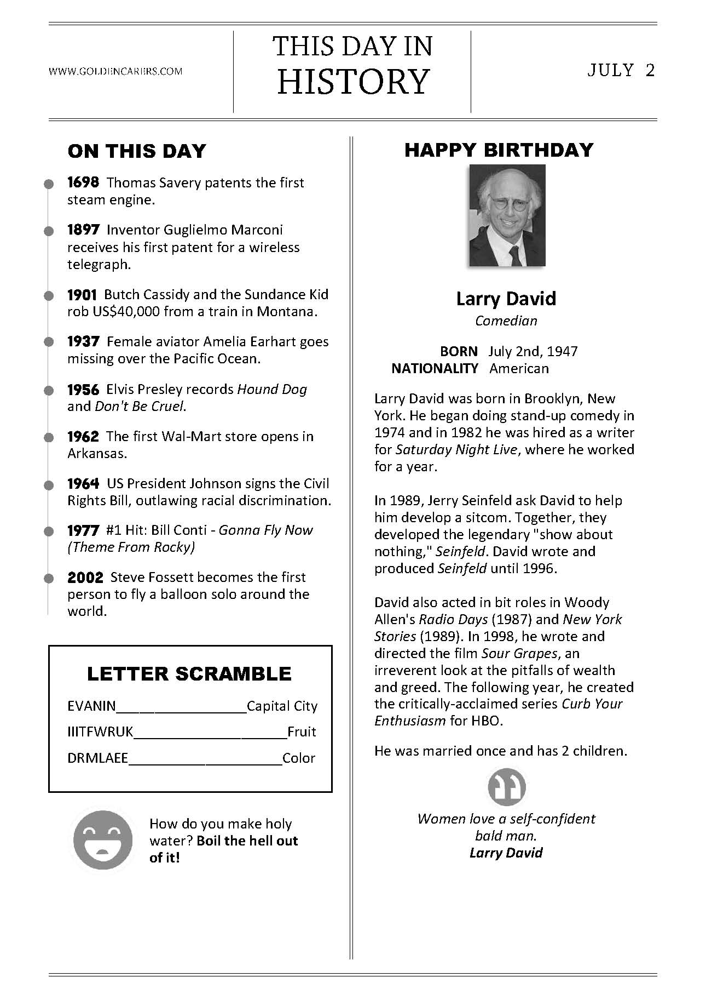 WWW.GOLDENCARERS.COM
THIS DAY IN
HISTORY
JULY 2
ON THIS DAY
1698 Thomas Savery patents the first
steam engine.
1897 Inventor Guglielmo Marconi
receives his first patent for a wireless
telegraph.
1901 Butch Cassidy and the Sundance Kid
rob US$40,000 from a train in Montana.
1937 Female aviator Amelia Earhart goes
missing over the Pacific Ocean.
1956 Elvis Presley records Hound Dog
and Don't Be Cruel.
1962 The first Wal-Mart store opens in
Arkansas.
1964 US President Johnson signs the Civil
Rights Bill, outlawing racial discrimination.
1977 #1 Hit: Bill Conti - Gonna Fly Now
(Theme From Rocky)
2002 Steve Fossett becomes the first
person to fly a balloon solo around the
world.
LETTER SCRAMBLE
EVANIN_________________Capital City
IIITFWRUK____________________Fruit
DRMLAEE____________________Color
How do you make holy
water? Boil the hell out
of it!
HAPPY BIRTHDAY
Larry David
Comedian
BORN July 2nd, 1947
NATIONALITY American
Larry David was born in Brooklyn, New
York. He began doing stand-up comedy in
1974 and in 1982 he was hired as a writer
for Saturday Night Live, where he worked
for a year.
In 1989, Jerry Seinfeld ask David to help
him develop a sitcom. Together, they
developed the legendary "show about
nothing," Seinfeld. David wrote and
produced Seinfeld until 1996.
David also acted in bit roles in Woody
Allen's Radio Days (1987) and New York
Stories (1989). In 1998, he wrote and
directed the film Sour Grapes, an
irreverent look at the pitfalls of wealth
and greed. The following year, he created
the critically-acclaimed series Curb Your
Enthusiasm for HBO.
He was married once and has 2 children.
Women love a self-confident
bald man.
Larry David